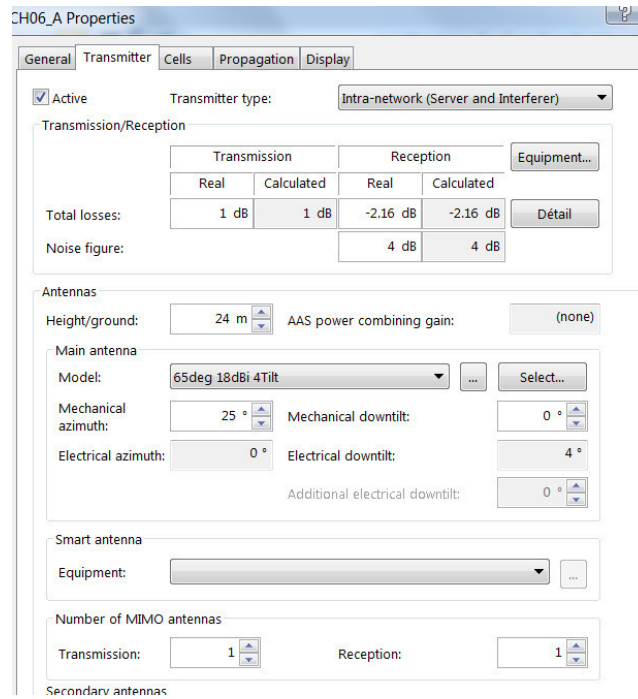 CH06_A Properties
General Transmitter Cells Propagation Display
Active Transmitter type: Intra-network (Server and Interferer)
Transmission/Reception
Transmission Reception Equipment...
Real Calculated Real Calculated
Total losses: 1 dB 1 dB -2.16 dB -2.16 dB Détail
Noise figure: 4 dB 4 dB
Antennas
Height/ground: 24 m AAS power combining gain: (none)
Main antenna
Model: 65deg 18dBi 4Tilt ... Select...
Mechanical azimuth: 25 ° Mechanical downtilt: 0 °
Electrical azimuth: 0 ° Electrical downtilt: 4 °
Additional electrical downtilt: 0 °
Smart antenna
Equipment: ...
Number of MIMO antennas
Transmission: 1 Reception: 1
Secondary antennas